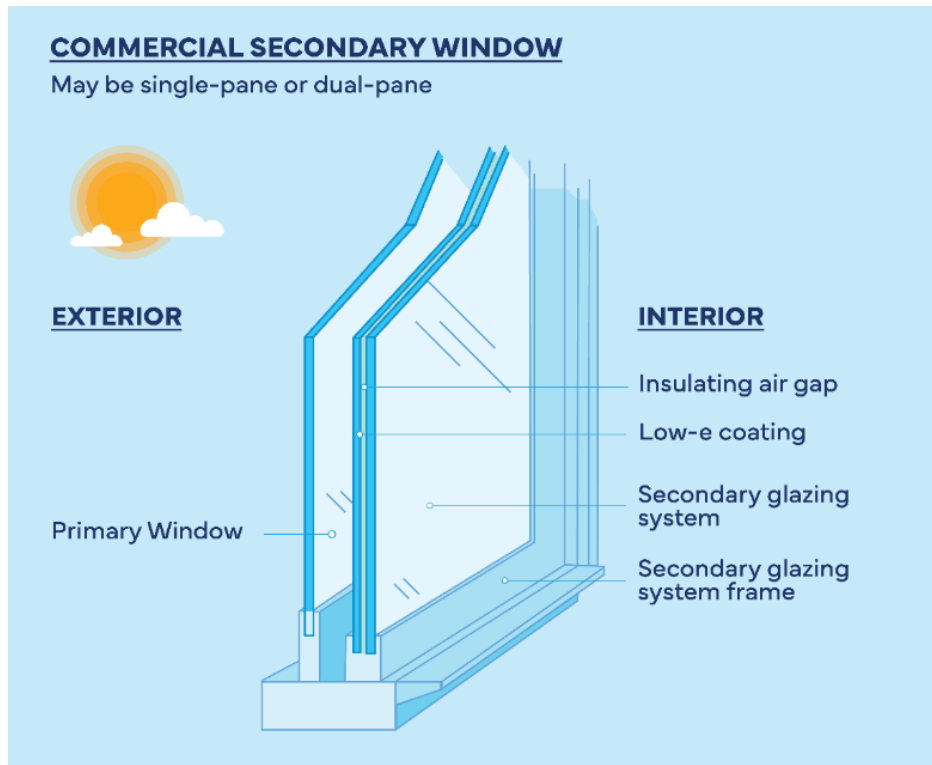 COMMERCIAL SECONDARY WINDOW
May be single-pane or dual-pane
EXTERIOR
INTERIOR
Insulating air gap
Low-e coating
Secondary glazing
system
Primary Window
Secondary glazing
system frame